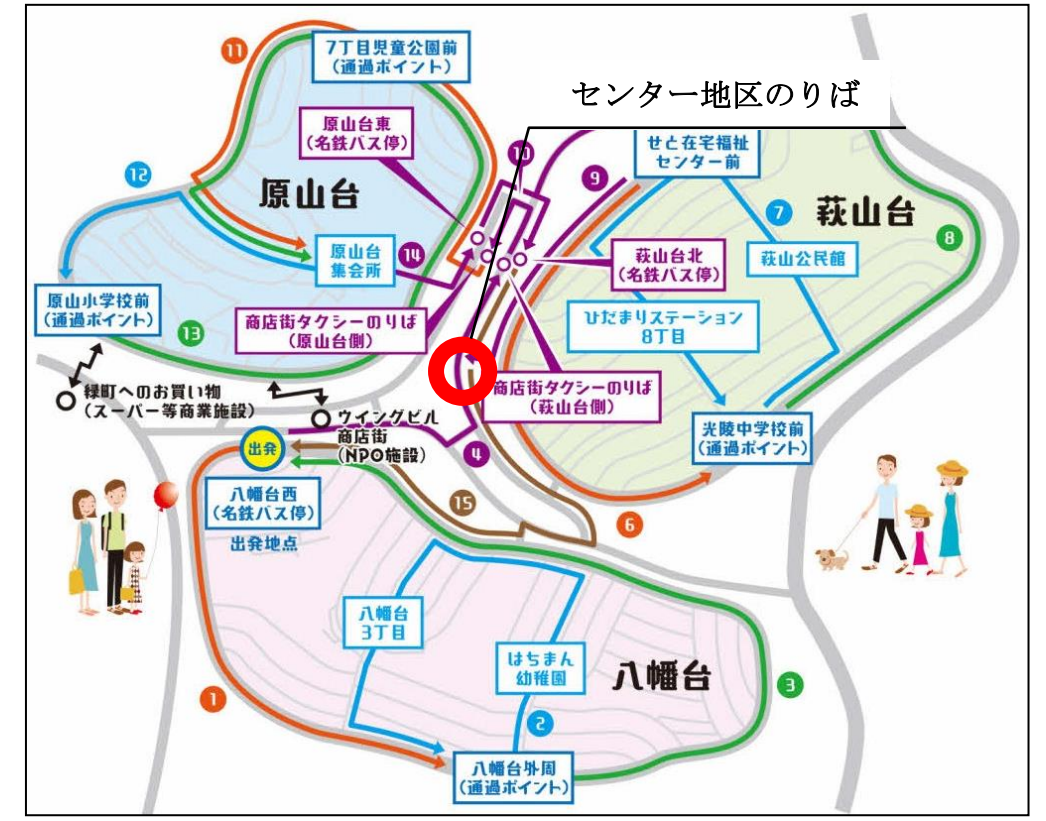 11
7丁目児童公園前
(通過ポイント)
センター地区のりば
原山台東
(名鉄バス停)
10
せと在宅福祉
センター前
12
9
原山台
7
萩山台
8
原山台
集会所
14
萩山台北
(名鉄バス停)
萩山公民館
原山小学校前
(通過ポイント)
13
商店街タクシーのりば
(原山台側)
ひだまりステーション
8丁目
緑町へのお買い物
(スーパー等商業施設)
商店街タクシーのりば
(萩山台側)
ウイングビル
商店街
(NPO施設)
4
光陵中学校前
(通過ポイント)
出発
八幡台西
(名鉄バス停)
出発地点
15
6
八幡台
3丁目
はちまん
幼稚園
八幡台
3
1
2
八幡台外周
(通過ポイント)